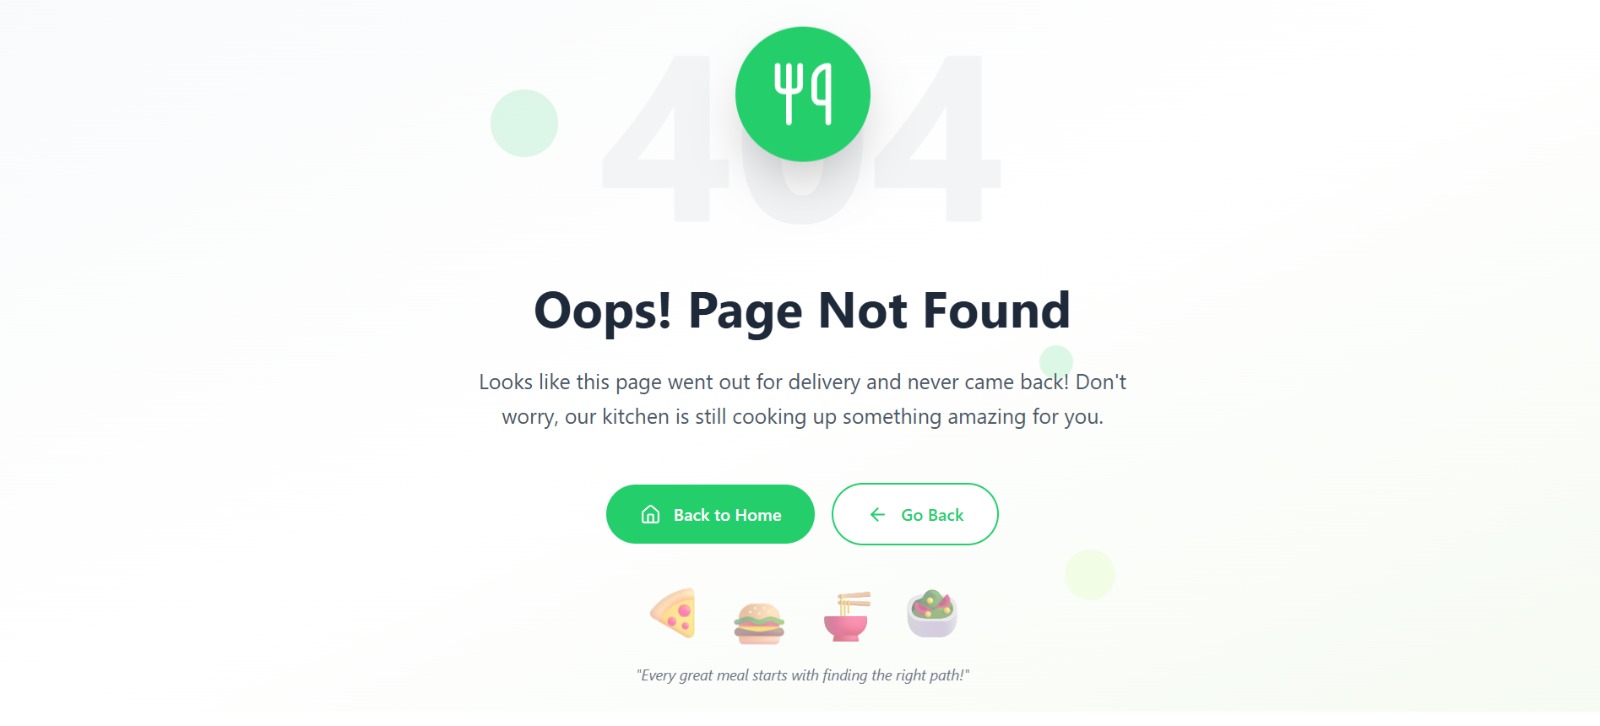 404
Oops! Page Not Found
Looks like this page went out for delivery and never came back! Don't
worry, our kitchen is still cooking up something amazing for you.
Back to Home
Go Back
"Every great meal starts with finding the right path!"